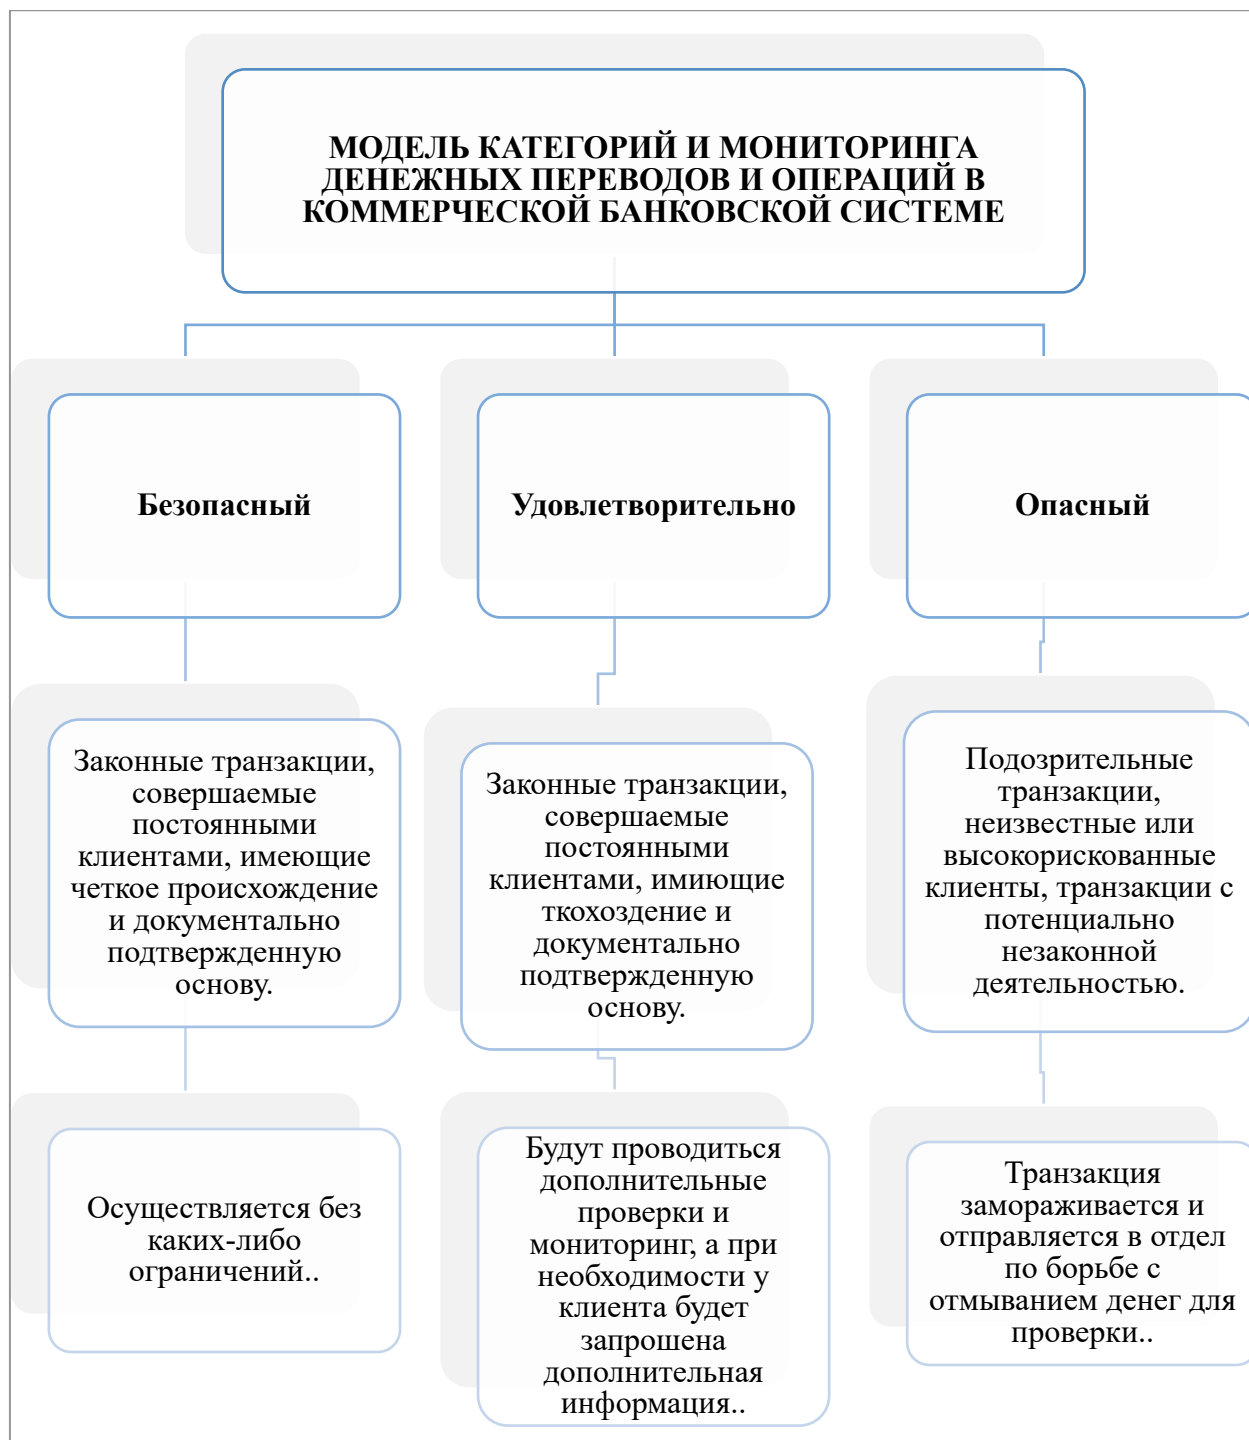 МОДЕЛЬ КАТЕГОРИЙ И МОНИТОРИНГА
ДЕНЕЖНЫХ ПЕРЕВОДОВ И ОПЕРАЦИЙ В
КОММЕРЧЕСКОЙ БАНКОВСКОЙ СИСТЕМЕ
Безопасный
Удовлетворительно
Опасный
Законные транзакции,
совершаемые
постоянными
клиентами, имеющие
четкое происхождение
и документально
подтвержденную
основу.
Законные транзакции,
совершаемые
постоянными
клиентами, имиющие
ткохоздение и
документально
подтвержденную
основу.
Подозрительные
транзакции,
неизвестные или
высокорискованные
клиенты, транзакции с
потенциально
незаконной
деятельностью.
Осуществляется без
каких-либо
ограничений..
Будут проводиться
дополнительные
проверки и
мониторинг, а при
необходимости у
клиента будет
запрошена
дополнительная
информация..
Транзакция
замораживается и
отправляется в отдел
по борьбе с
отмыванием денег для
проверки..